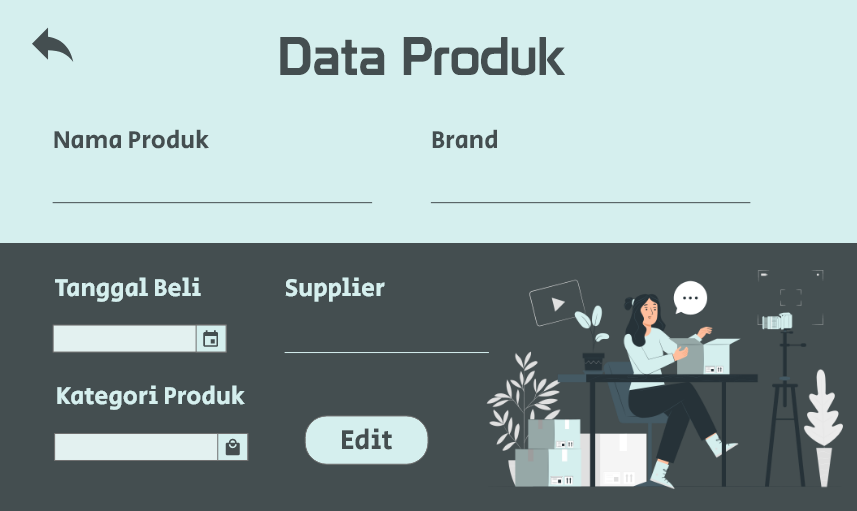 Data Produk
Nama Produk
Brand
Tanggal Beli
Supplier
Kategori Produk
Edit